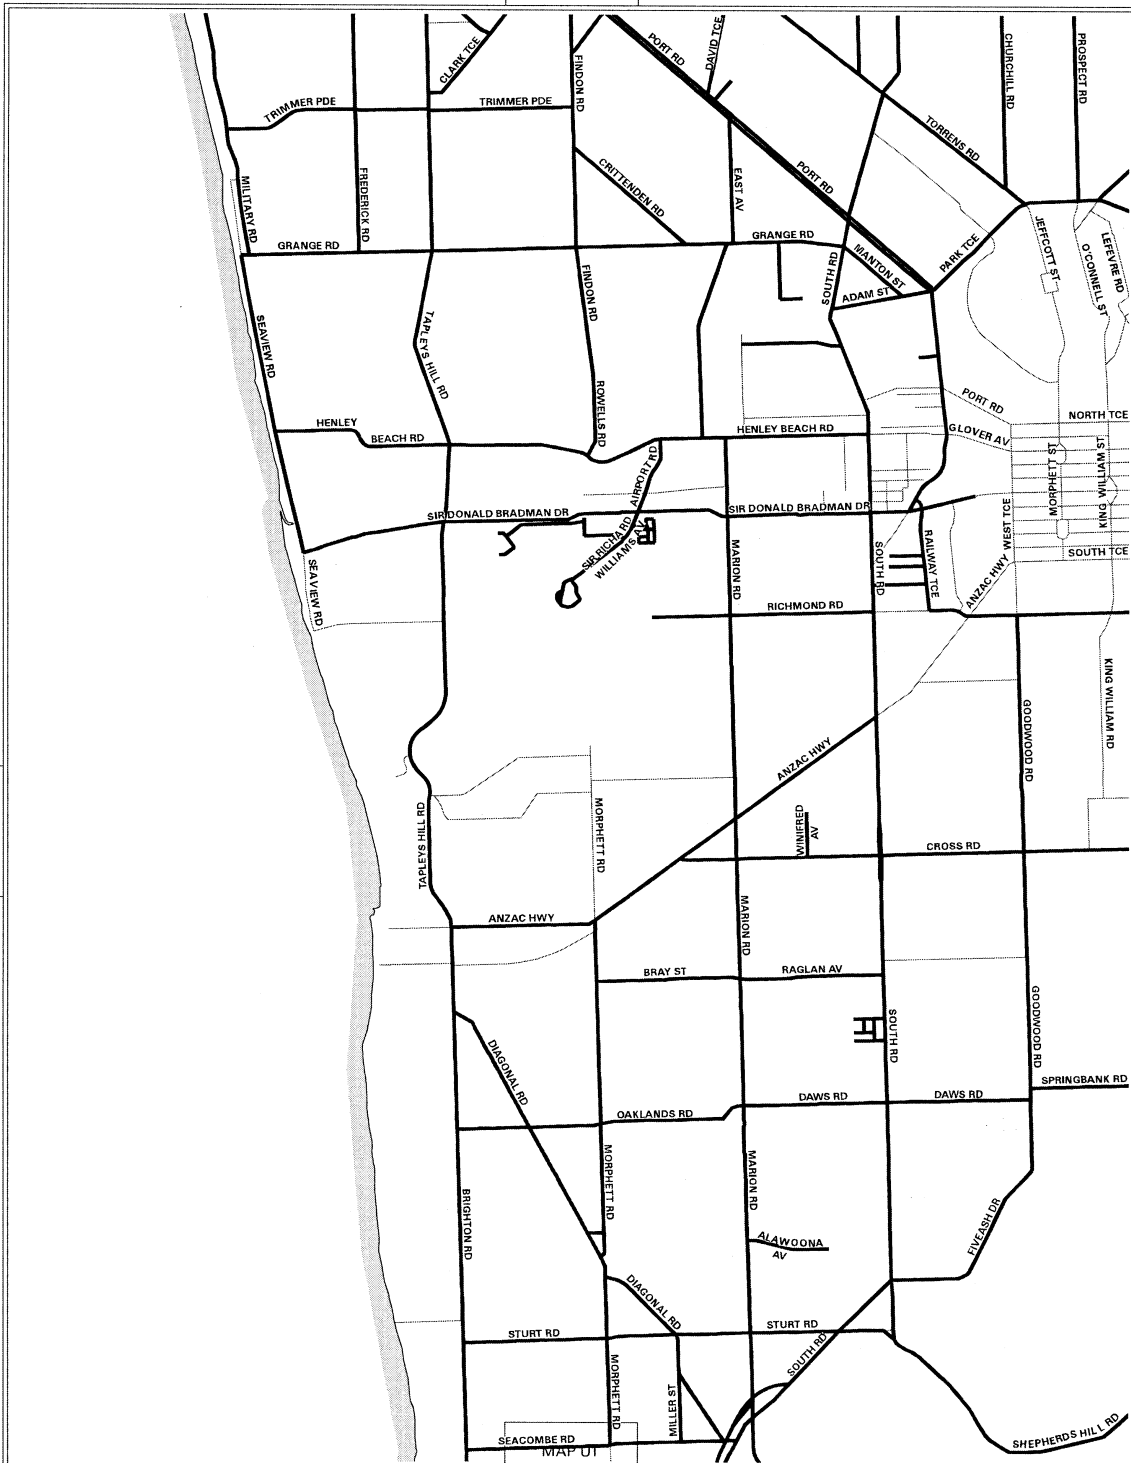 CLARK TCE
FINDON RD
PORT RD
DAVID TCE
CHURCHILL RD
PROSPECT RD
TRIMMER PDE
TRIMMER PDE
TORRENS RD
MILITARY RD
FREDERICK RD
CRITTENDEN RD
EAST AV
PORT RD
GRANGE RD
GRANGE RD
MANTON ST
PARK TCE
JEFFCOTT ST
LEFEVRE RD
O'CONNELL ST
FINDON RD
SOUTH RD
ADAM ST
SEAVIEW RD
TAPLEYS HILL RD
ROWELLS RD
PORT RD
NORTH TCE
HENLEY
BEACH RD
HENLEY BEACH RD
GLOVER AV
AIRPORT RD
MORPHETT ST
KING WILLIAM ST
SIR DONALD BRADMAN DR
SIR DONALD BRADMAN DR
WEST TCE
SIR RICHARD
WILLIAMS AV
MARION RD
SOUTH RD
RAILWAY TCE
SOUTH TCE
SEAVIEW RD
RICHMOND RD
ANZAC HWY
KING WILLIAM RD
GOODWOOD RD
ANZAC HWY
TAPLEYS HILL RD
MORPHETT RD
WINIFRED
AV
CROSS RD
ANZAC HWY
MARION RD
BRAY ST
RAGLAN AV
DIAGONAL RD
SOUTH RD
GOODWOOD RD
SPRINGBANK RD
OAKLANDS RD
DAWS RD
DAWS RD
BRIGHTON RD
MORPHETT RD
MARION RD
FIVEASH DR
ALAWOONA
AV
DIAGONAL RD
STURT RD
STURT RD
SOUTH RD
MORPHETT RD
MILLER ST
SEACOMBE RD
SHEPHERDS HILL RD
MAP U1